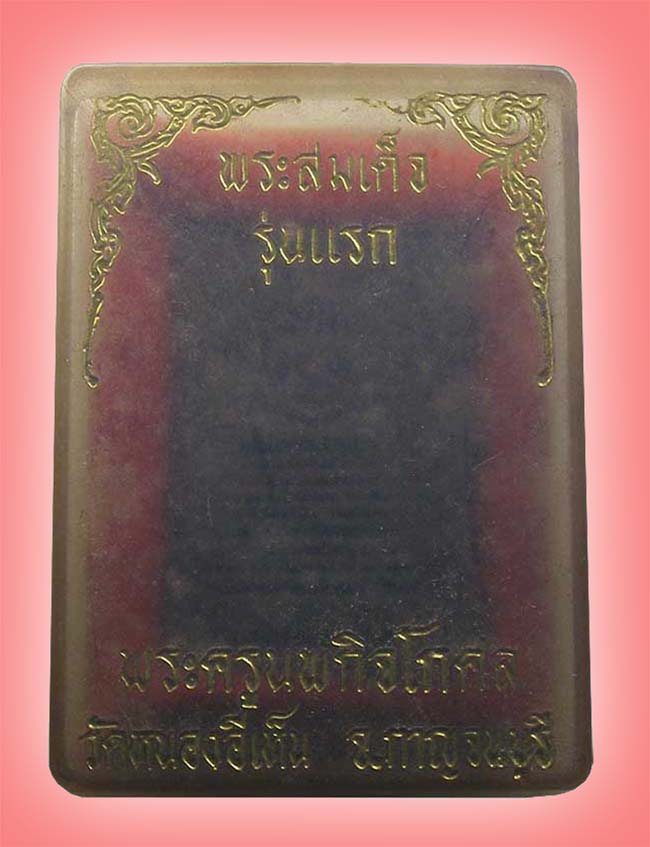 พระสมเด็จ
รุ่นแรก
พระครูนพกิจโกศล
วัดหนองอีเห็น จ.กาญจนบุรี